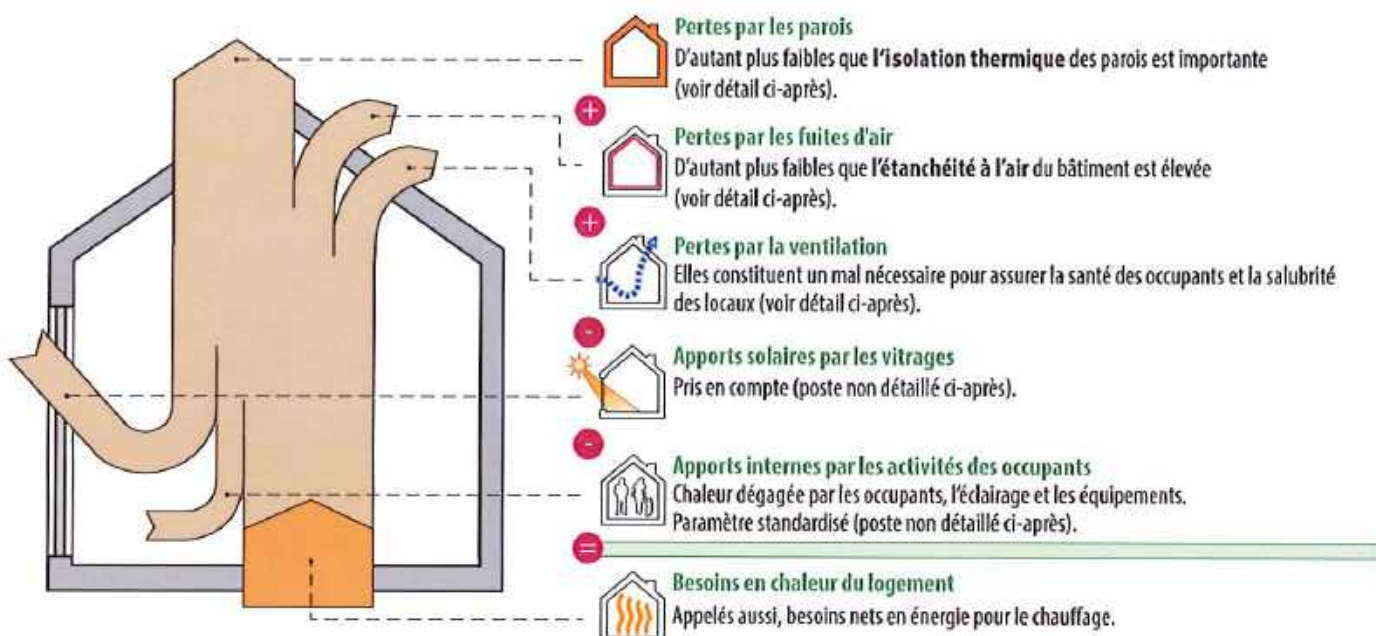 Pertes par les parois
D'autant plus faibles que l'isolation thermique des parois est importante
(voir détail ci-après).
+
Pertes par les fuites d'air
D'autant plus faibles que l'étanchéité à l'air du bâtiment est élevée
(voir détail ci-après).
+
Pertes par la ventilation
Elles constituent un mal nécessaire pour assurer la santé des occupants et la salubrité
des locaux (voir détail ci-après).
-
Apports solaires par les vitrages
Pris en compte (poste non détaillé ci-après).
-
Apports internes par les activités des occupants
Chaleur dégagée par les occupants, l'éclairage et les équipements.
Paramètre standardisé (poste non détaillé ci-après).
=
Besoins en chaleur du logement
Appelés aussi, besoins nets en énergie pour le chauffage.